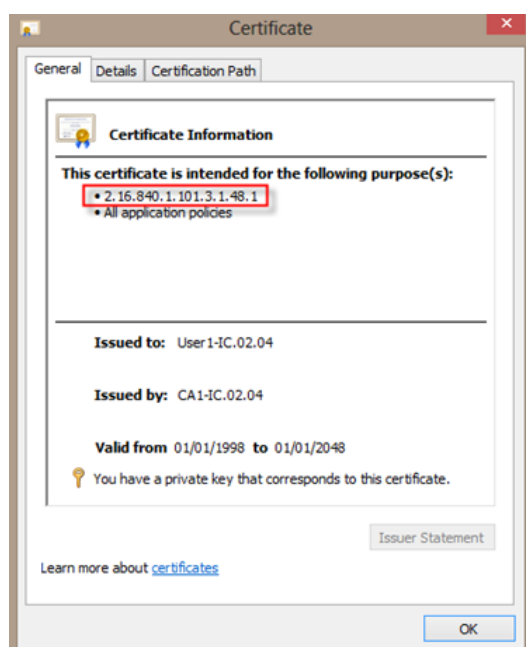 Certificate
General Details Certification Path
Certificate Information
This certificate is intended for the following purpose(s):
• 2.16.840.1.101.3.1.48.1
• All application policies
Issued to: User1-IC.02.04
Issued by: CA1-IC.02.04
Valid from 01/01/1998 to 01/01/2048
You have a private key that corresponds to this certificate.
Issuer Statement
Learn more about certificates
OK